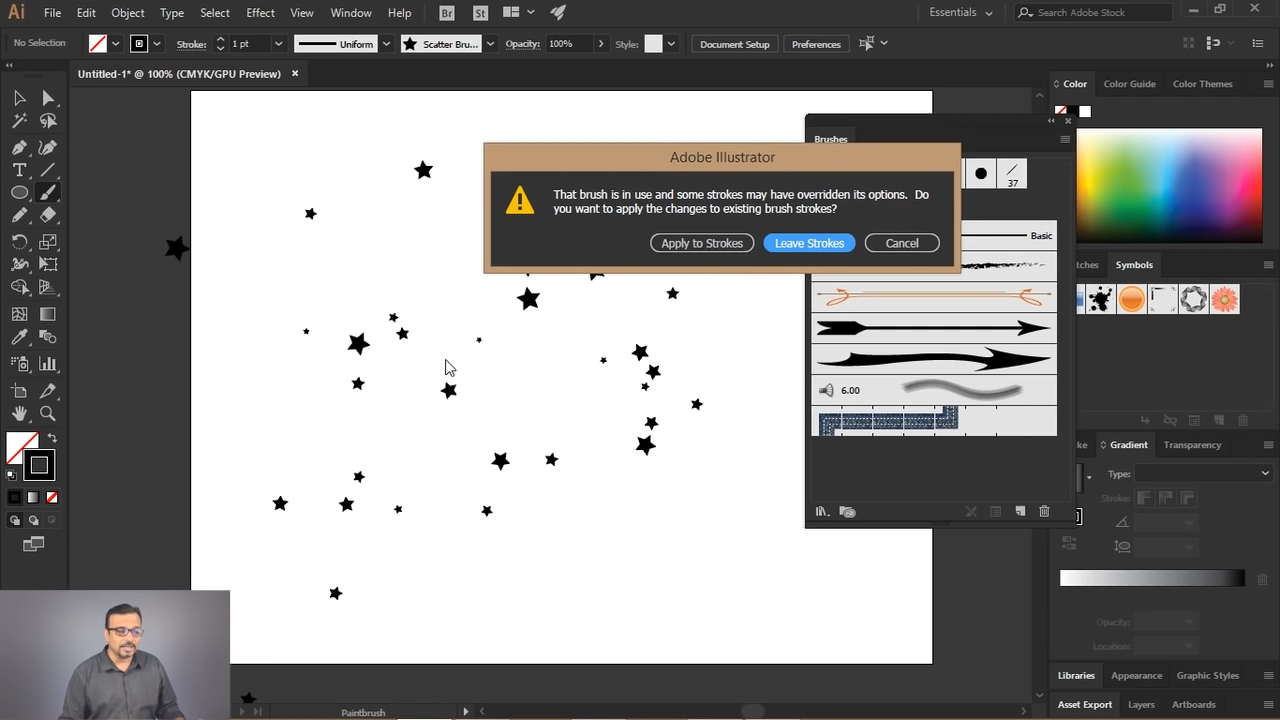 Ai File Edit Object Type Select Effect View Window Help Br St Essentials Search Adobe Stock
No Selection Stroke: 1 pt Uniform Scatter Bru... Opacity: 100% Style: Document Setup Preferences
Untitled-1* @ 100% (CMYK/GPU Preview)
Color Color Guide Color Themes
Brushes
Adobe Illustrator
That brush is in use and some strokes may have overridden its options. Do
you want to apply the changes to existing brush strokes?
Apply to Strokes Leave Strokes Cancel
37
Basic
6.00
tches Symbols
ke Gradient Transparency
Type:
Stroke:
Opacity:
Location:
Libraries Appearance Graphic Styles
Asset Export Layers Artboards
Paintbrush